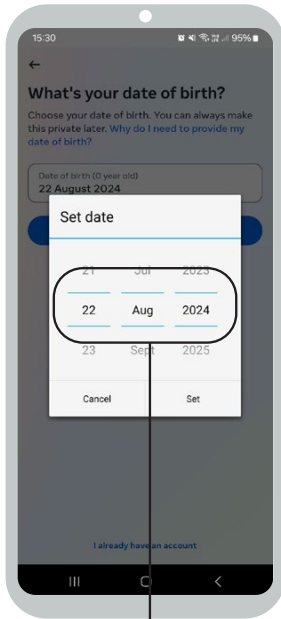 15:30 95%
What's your date of birth?
Choose your date of birth. You can always make
this private later. Why do I need to provide my
date of birth?
Date of birth (0 year old)
22 August 2024
Set date
21 Jul 2023
22 Aug 2024
23 Sept 2025
Cancel Set
I already have an account